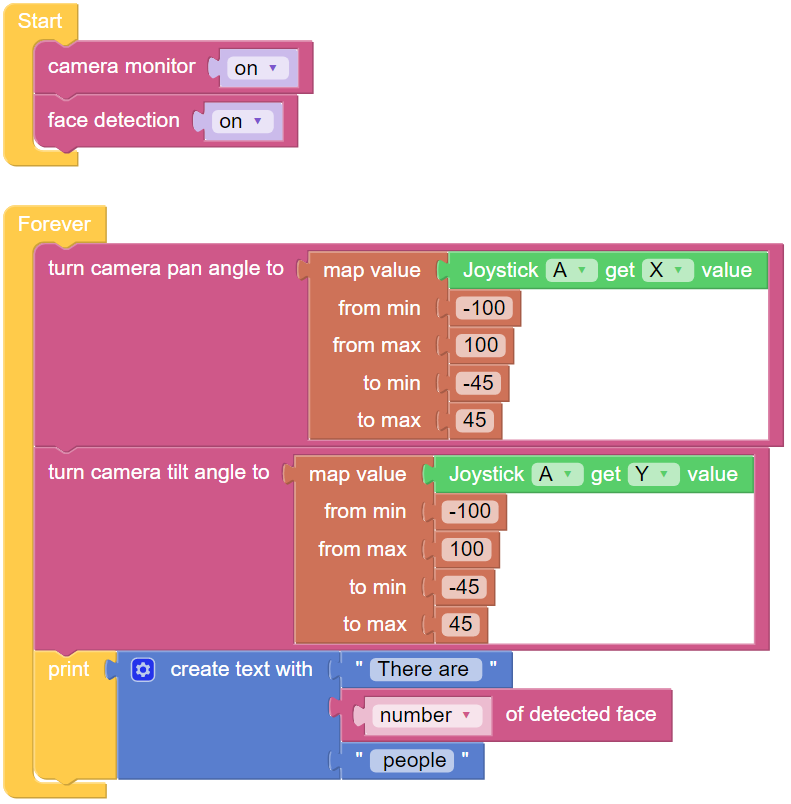 Start
camera monitor on
face detection on
Forever
turn camera pan angle to map value Joystick A get X value
from min -100
from max 100
to min -45
to max 45
turn camera tilt angle to map value Joystick A get Y value
from min -100
from max 100
to min -45
to max 45
print create text with " There are "
number of detected face
" people "